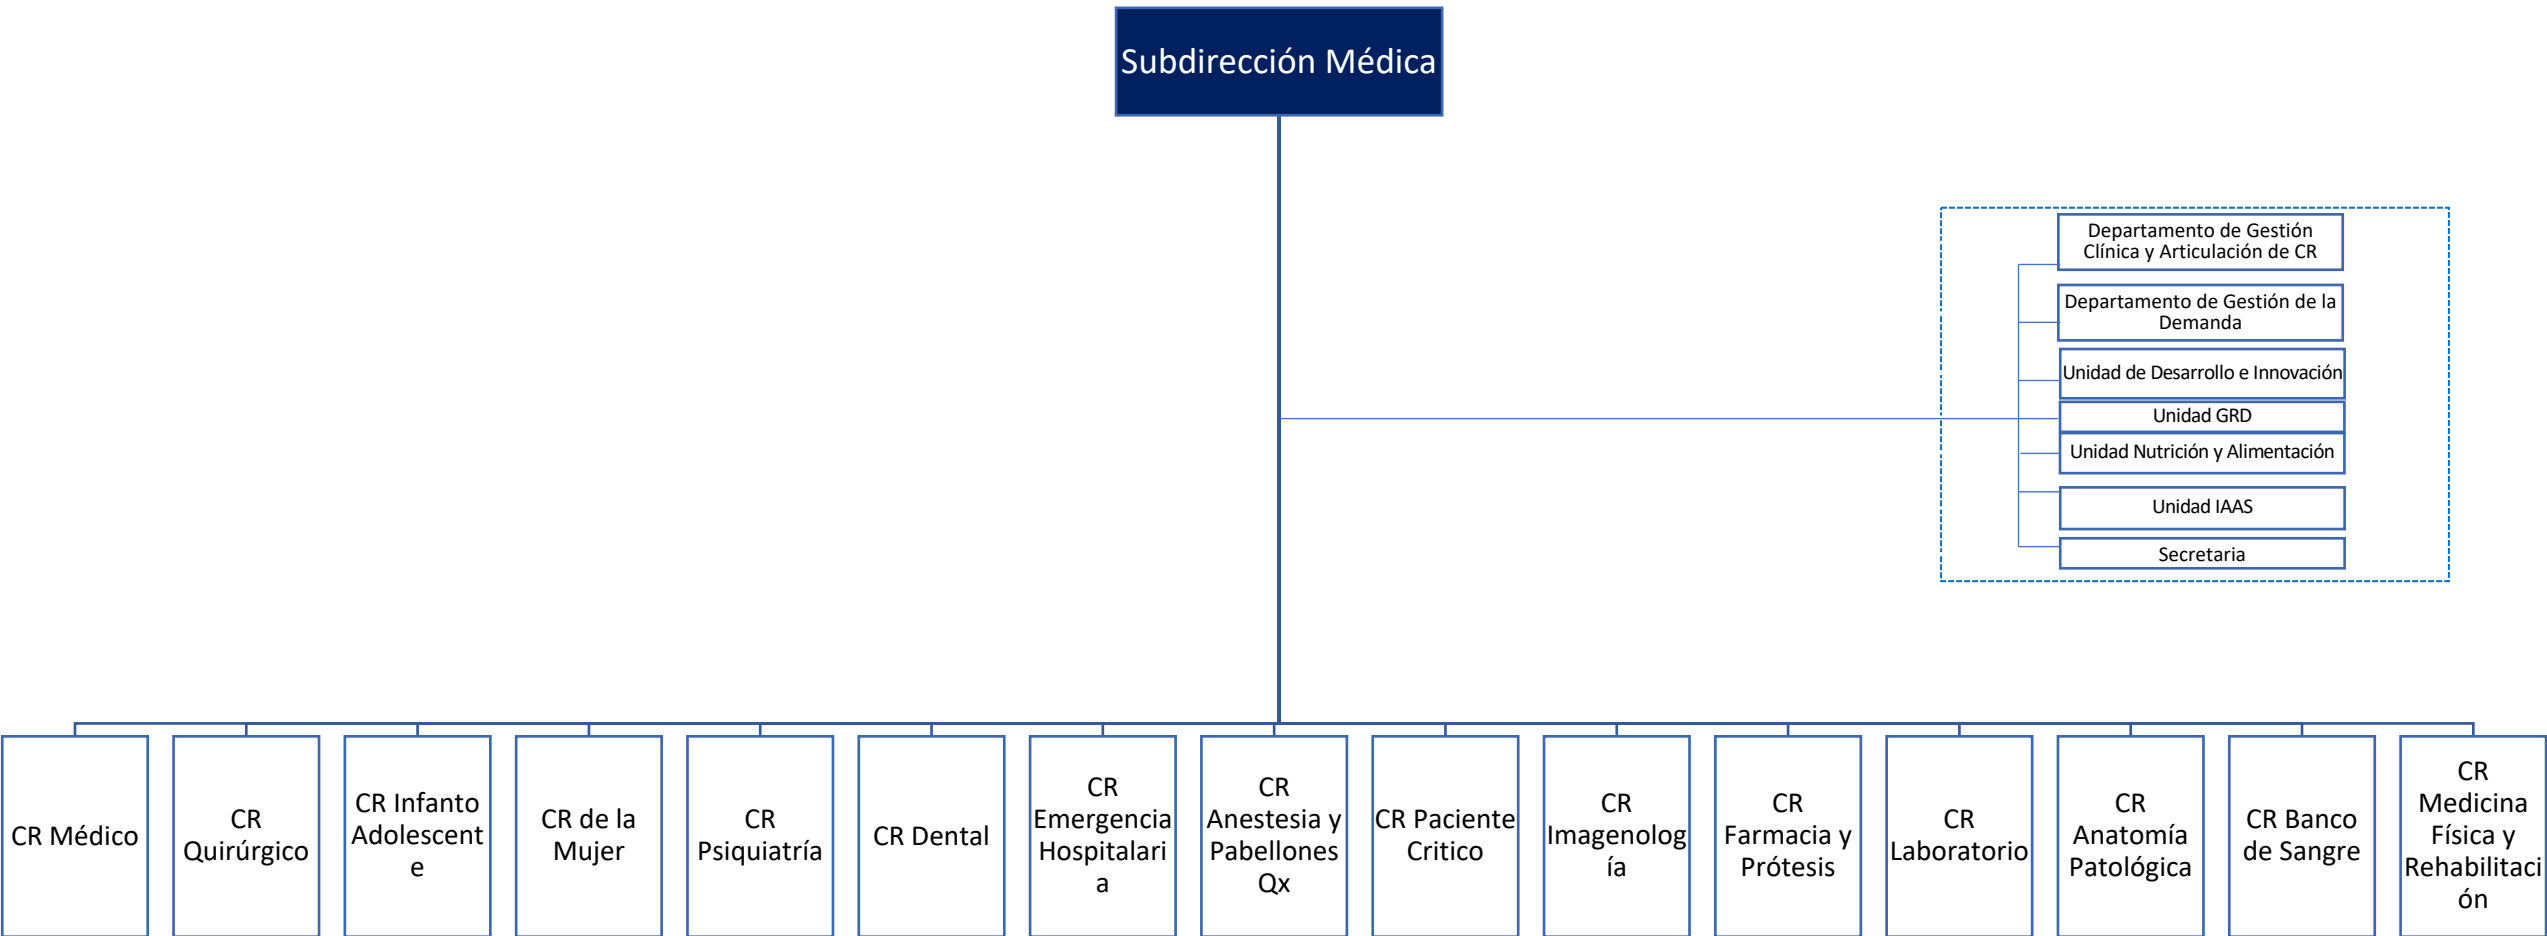 Subdirección Médica
Departamento de Gestión
Clínica y Articulación de CR
Departamento de Gestión de la
Demanda
Unidad de Desarrollo e Innovación
Unidad GRD
Unidad Nutrición y Alimentación
Unidad IAAS
Secretaria
CR Médico
CR
Quirúrgico
CR Infanto
Adolescent
e
CR de la
Mujer
CR
Psiquiatría
CR Dental
CR
Emergencia
Hospitalari
a
CR
Anestesia y
Pabellones
Qx
CR Paciente
Critico
CR
Imagenolog
ía
CR
Farmacia y
Prótesis
CR
Laboratorio
CR
Anatomía
Patológica
CR Banco
de Sangre
CR
Medicina
Física y
Rehabilitaci
ón